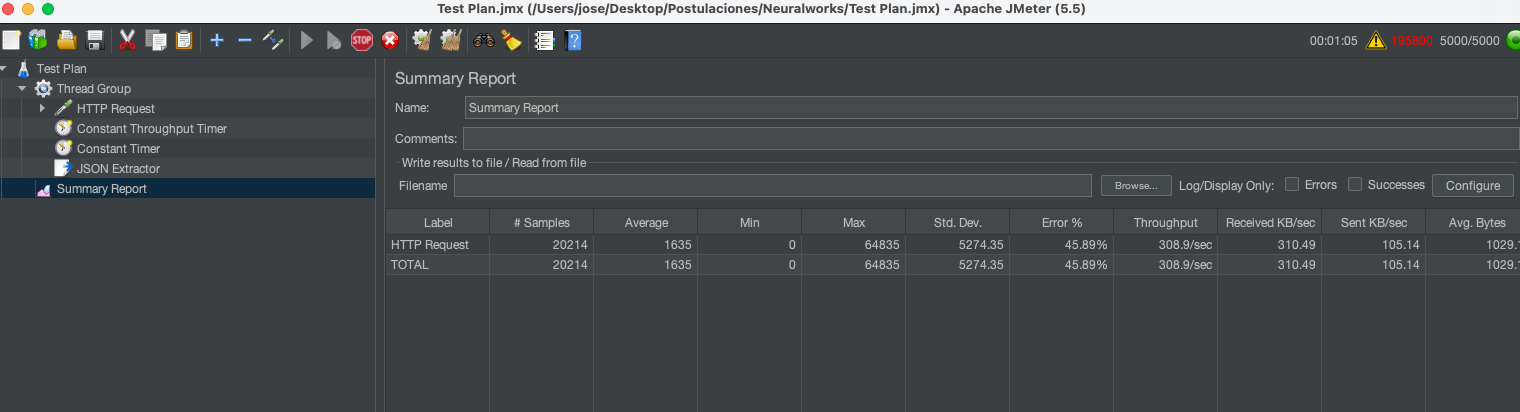 Test Plan.jmx (/Users/jose/Desktop/Postulaciones/Neuralworks/Test Plan.jmx) - Apache JMeter (5.5)
STOP ? 00:01:05 195800 5000/5000
Test Plan
Thread Group
HTTP Request
Constant Throughput Timer
Constant Timer
JSON Extractor
Summary Report
Summary Report
Name: Summary Report
Comments:
Write results to file / Read from file
Filename Browse... Log/Display Only: Errors Successes Configure
Label # Samples Average Min Max Std. Dev. Error % Throughput Received KB/sec Sent KB/sec Avg. Bytes
HTTP Request 20214 1635 0 64835 5274.35 45.89% 308.9/sec 310.49 105.14 1029.
TOTAL 20214 1635 0 64835 5274.35 45.89% 308.9/sec 310.49 105.14 1029.